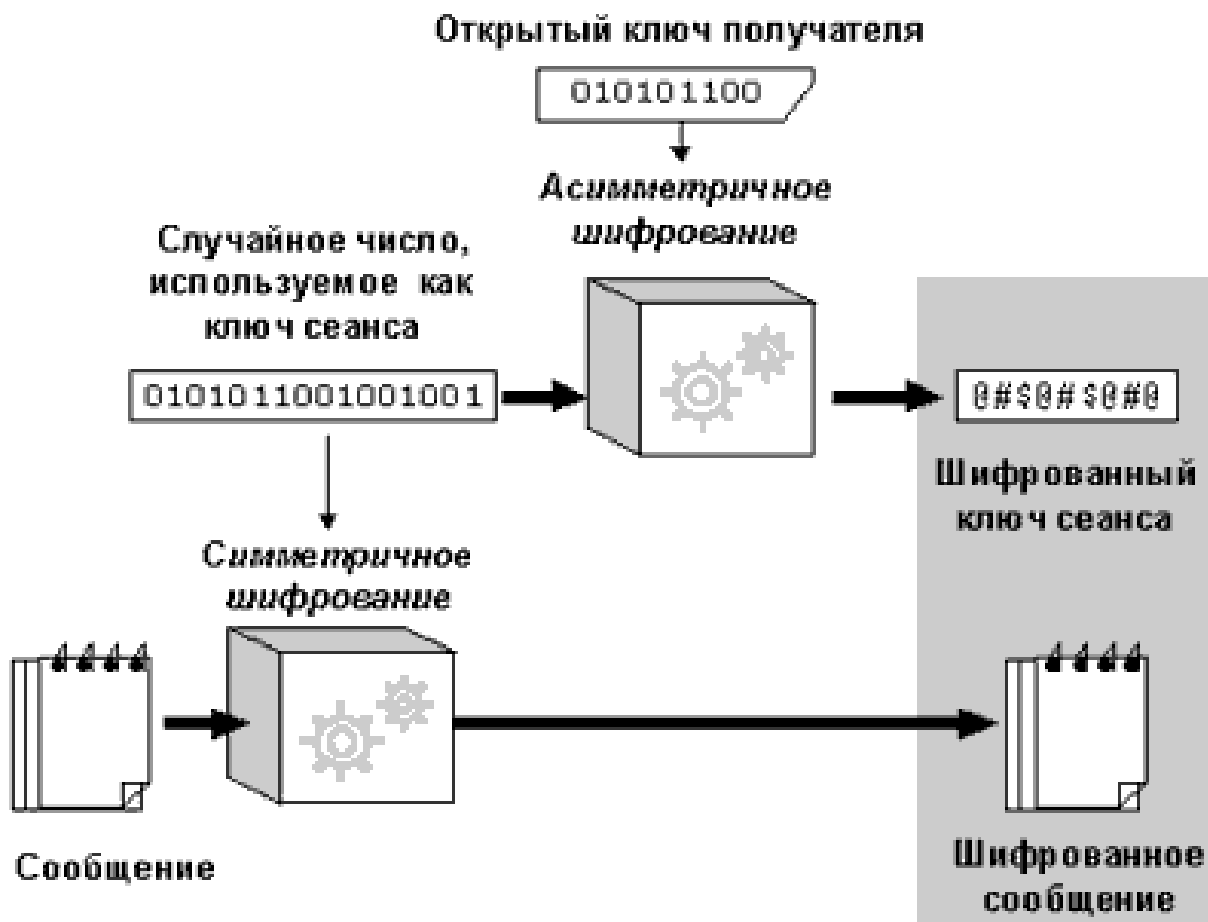 Открытый ключ получателя
010101100
Асимметричное
шифрование
Случайное число,
используемое как
ключ сеанса
0101011001001001
@#$@#$@#@
Шифрованный
ключ сеанса
Симметричное
шифрование
Сообщение
Шифрованное
сообщение